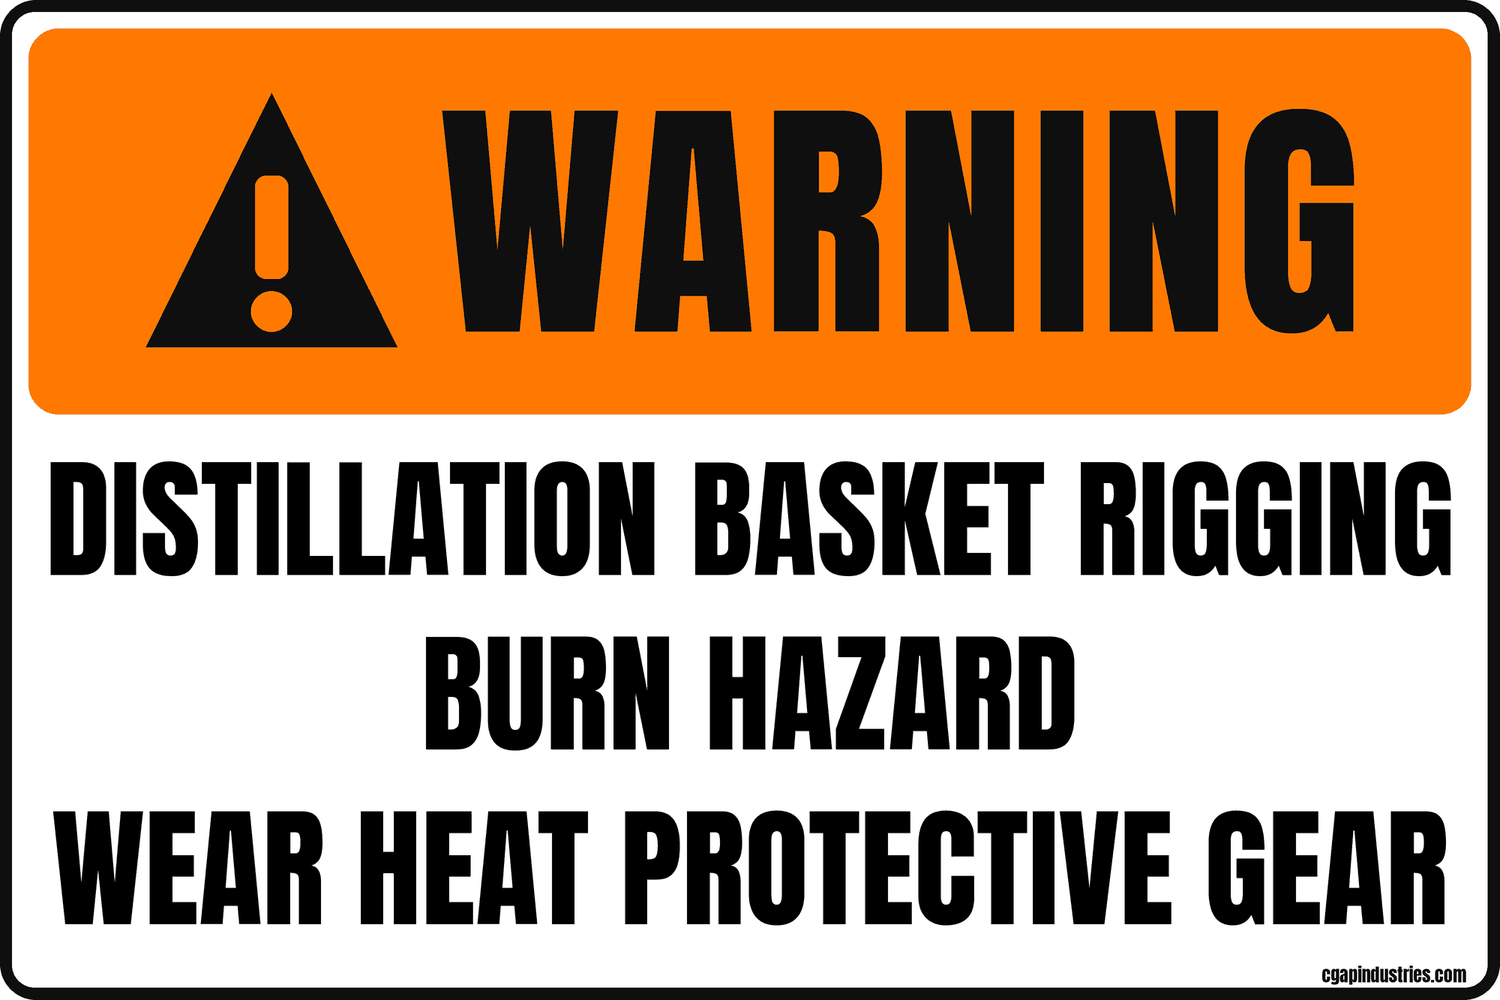 WARNING
DISTILLATION BASKET RIGGING
BURN HAZARD
WEAR HEAT PROTECTIVE GEAR
cgapindustries.com